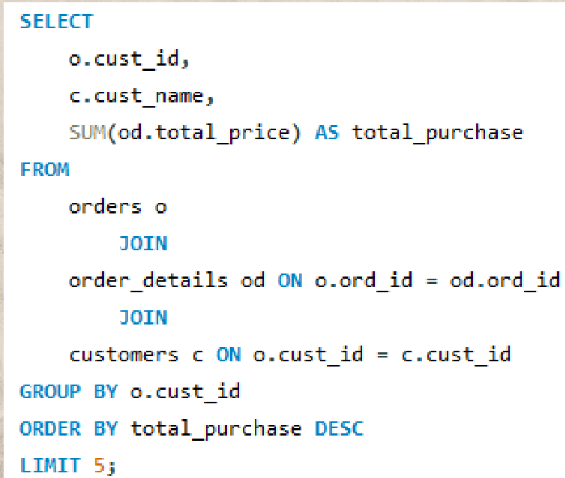 SELECT
o.cust_id,
c.cust_name,
SUM(od.total_price) AS total_purchase
FROM
orders o
JOIN
order_details od ON o.ord_id = od.ord_id
JOIN
customers c ON o.cust_id = c.cust_id
GROUP BY o.cust_id
ORDER BY total_purchase DESC
LIMIT 5;